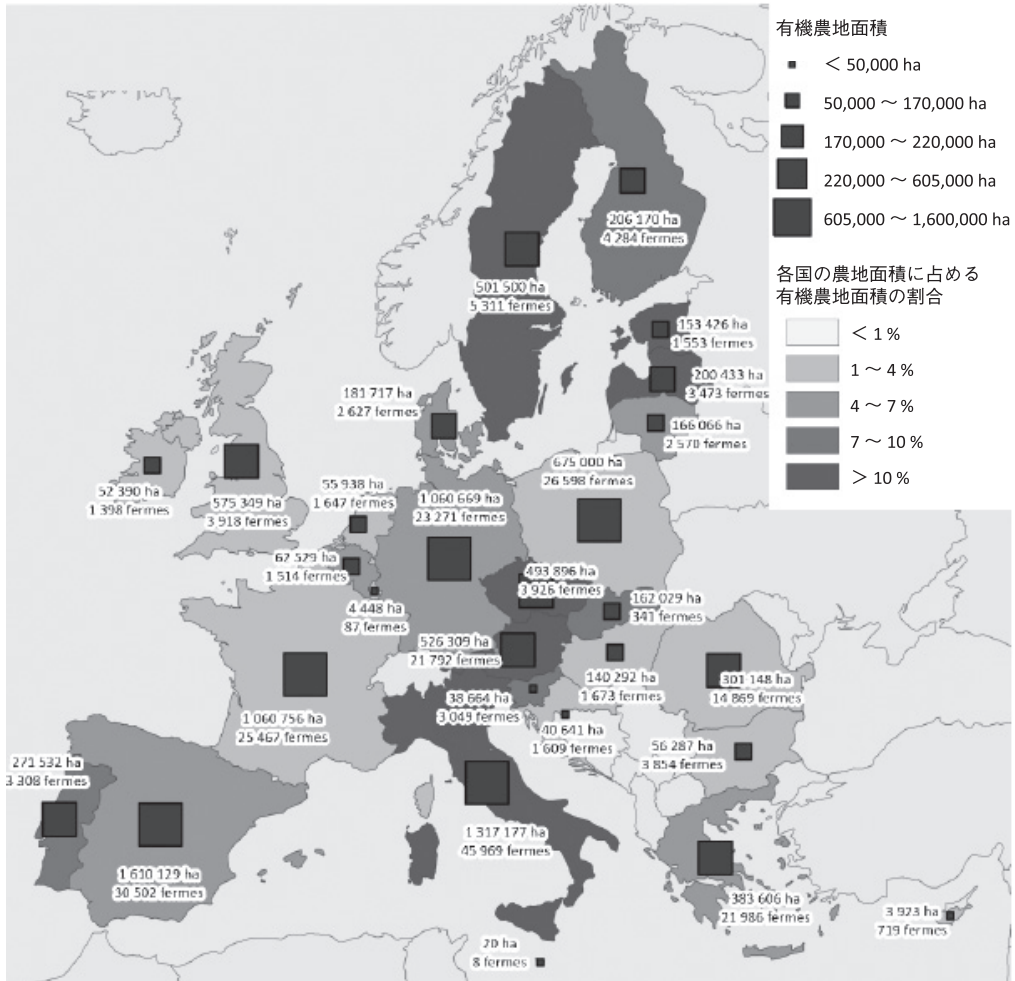 有機農地面積
＜ 50,000 ha
50,000 ～ 170,000 ha
170,000 ～ 220,000 ha
220,000 ～ 605,000 ha
605,000 ～ 1,600,000 ha
各国の農地面積に占める
有機農地面積の割合
＜ 1 %
1 ～ 4 %
4 ～ 7 %
7 ～ 10 %
＞ 10 %
206 170 ha
4 284 fermes
501 500 ha
5 311 fermes
153 426 ha
1 553 fermes
200 433 ha
3 473 fermes
181 717 ha
2 627 fermes
166 066 ha
2 570 fermes
675 000 ha
26 598 fermes
52 390 ha
1 398 fermes
575 349 ha
3 918 fermes
55 938 ha
1 647 fermes
1 060 669 ha
23 271 fermes
62 529 ha
1 514 fermes
493 896 ha
3 926 fermes
4 448 ha
87 fermes
162 029 ha
341 fermes
526 309 ha
21 792 fermes
140 292 ha
1 673 fermes
301 148 ha
14 869 fermes
38 664 ha
3 049 fermes
1 060 756 ha
25 467 fermes
40 641 ha
1 609 fermes
56 287 ha
3 854 fermes
271 532 ha
3 308 fermes
1 317 177 ha
45 969 fermes
1 610 129 ha
30 502 fermes
383 606 ha
21 986 fermes
3 923 ha
719 fermes
20 ha
8 fermes